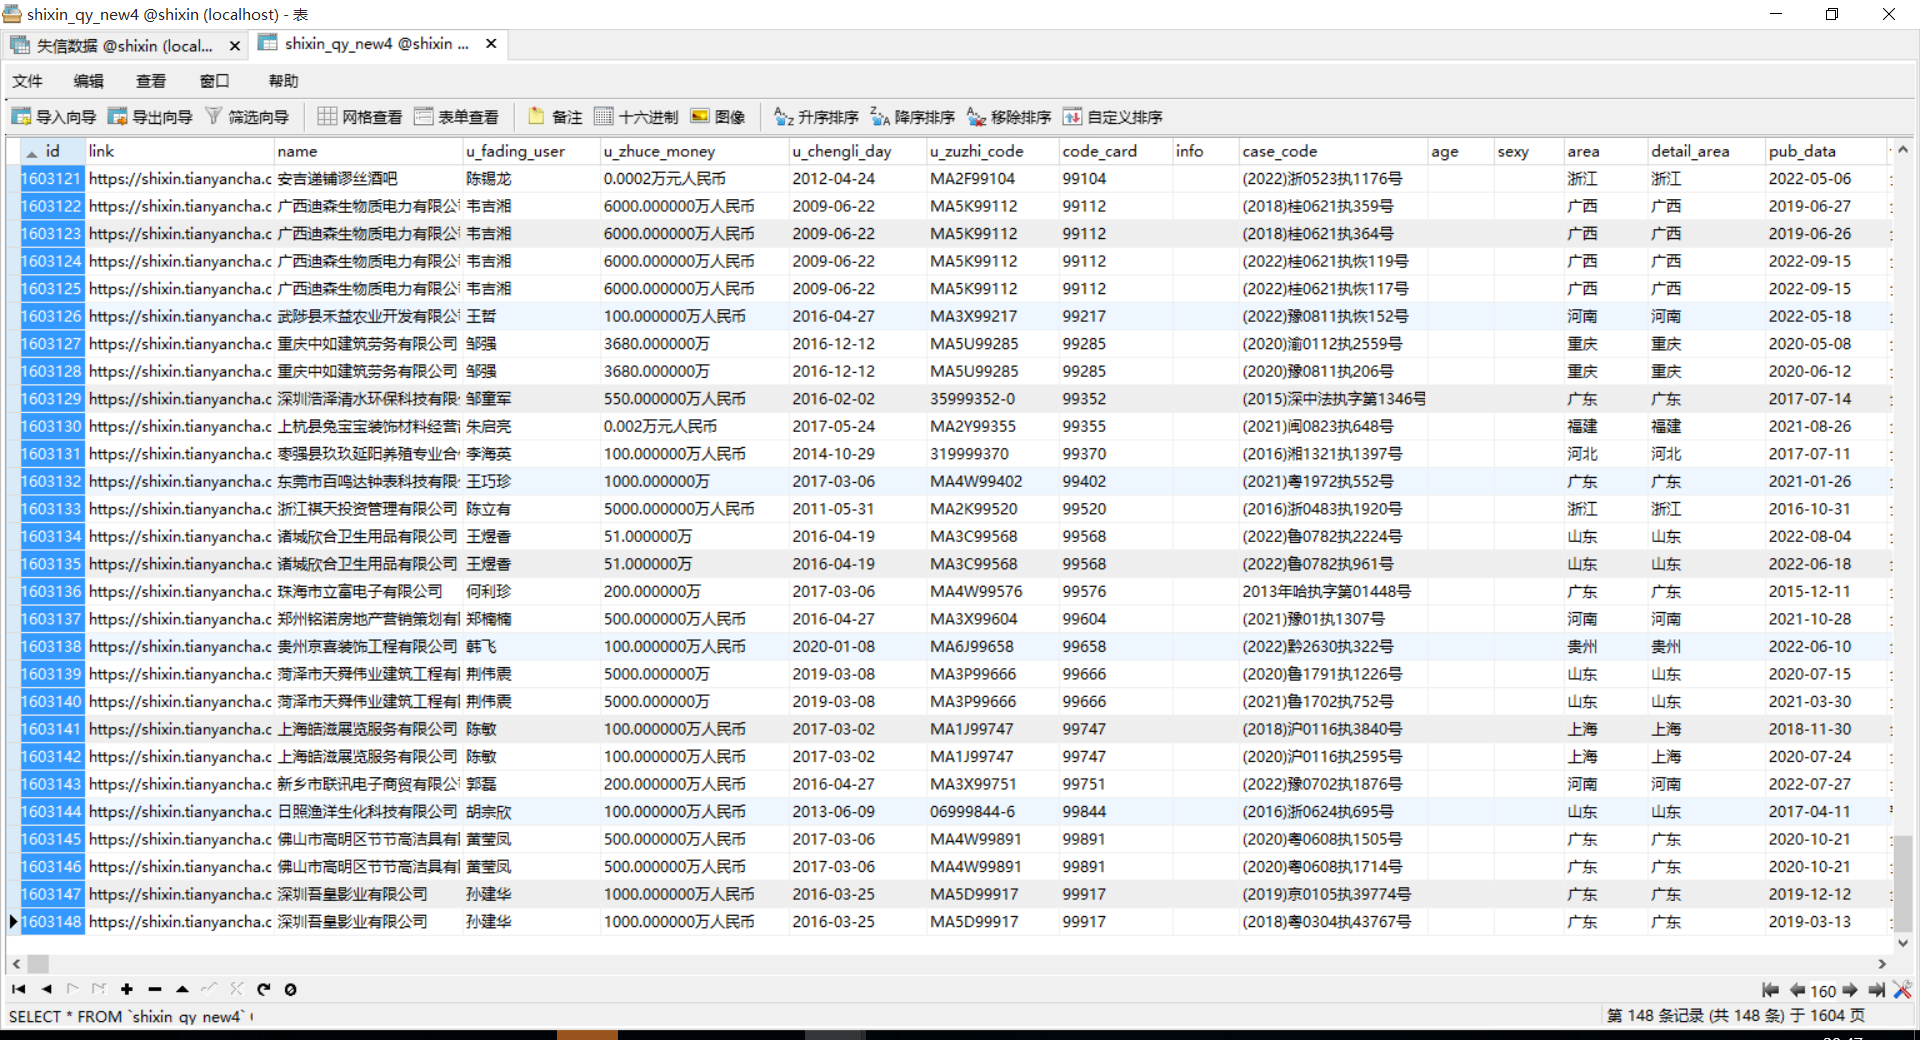 shixin_qy_new4 @shixin (localhost) - 表
失信数据 @shixin (local... shixin_qy_new4 @shixin ...
文件 编辑 查看 窗口 帮助
导入向导 导出向导 筛选向导 网格查看 表单查看 备注 十六进制 图像 升序排序 降序排序 移除排序 自定义排序
id link name u_fading_user u_zhuce_money u_chengli_day u_zuzhi_code code_card info case_code age sexy area detail_area pub_data
1603121 https://shixin.tianyancha.c 安吉递铺谬丝酒吧 陈锡龙 0.0002万元人民币 2012-04-24 MA2F99104 99104 (2022)浙0523执1176号 浙江 浙江 2022-05-06
1603122 https://shixin.tianyancha.c 广西迪森生物质电力有限公 韦吉湘 6000.000000万人民币 2009-06-22 MA5K99112 99112 (2018)桂0621执359号 广西 广西 2019-06-27
1603123 https://shixin.tianyancha.c 广西迪森生物质电力有限公 韦吉湘 6000.000000万人民币 2009-06-22 MA5K99112 99112 (2018)桂0621执364号 广西 广西 2019-06-26
1603124 https://shixin.tianyancha.c 广西迪森生物质电力有限公 韦吉湘 6000.000000万人民币 2009-06-22 MA5K99112 99112 (2022)桂0621执恢119号 广西 广西 2022-09-15
1603125 https://shixin.tianyancha.c 广西迪森生物质电力有限公 韦吉湘 6000.000000万人民币 2009-06-22 MA5K99112 99112 (2022)桂0621执恢117号 广西 广西 2022-09-15
1603126 https://shixin.tianyancha.c 武陟县禾益农业开发有限公 王哲 100.000000万人民币 2016-04-27 MA3X99217 99217 (2022)豫0811执恢152号 河南 河南 2022-05-18
1603127 https://shixin.tianyancha.c 重庆中如建筑劳务有限公司 邹强 3680.000000万 2016-12-12 MA5U99285 99285 (2020)渝0112执2559号 重庆 重庆 2020-05-08
1603128 https://shixin.tianyancha.c 重庆中如建筑劳务有限公司 邹强 3680.000000万 2016-12-12 MA5U99285 99285 (2020)豫0811执206号 重庆 重庆 2020-06-12
1603129 https://shixin.tianyancha.c 深圳浩泽清水环保科技有限 邹童军 550.000000万人民币 2016-02-02 35999352-0 99352 (2015)深中法执字第1346号 广东 广东 2017-07-14
1603130 https://shixin.tianyancha.c 上杭县兔宝宝装饰材料经营 朱启亮 0.002万元人民币 2017-05-24 MA2Y99355 99355 (2021)闽0823执648号 福建 福建 2021-08-26
1603131 https://shixin.tianyancha.c 枣强县玖玖延阳养殖专业合 李海英 100.000000万人民币 2014-10-29 319999370 99370 (2016)湘1321执1397号 河北 河北 2017-07-11
1603132 https://shixin.tianyancha.c 东莞市百鸣达钟表科技有限 王巧珍 1000.000000万 2017-03-06 MA4W99402 99402 (2021)粤1972执552号 广东 广东 2021-01-26
1603133 https://shixin.tianyancha.c 浙江祺天投资管理有限公司 陈立有 5000.000000万人民币 2011-05-31 MA2K99520 99520 (2016)浙0483执1920号 浙江 浙江 2016-10-31
1603134 https://shixin.tianyancha.c 诸城欣合卫生用品有限公司 王煜香 51.000000万 2016-04-19 MA3C99568 99568 (2022)鲁0782执2224号 山东 山东 2022-08-04
1603135 https://shixin.tianyancha.c 诸城欣合卫生用品有限公司 王煜香 51.000000万 2016-04-19 MA3C99568 99568 (2022)鲁0782执961号 山东 山东 2022-06-18
1603136 https://shixin.tianyancha.c 珠海市立富电子有限公司 何利珍 200.000000万 2017-03-06 MA4W99576 99576 2013年哈执字第01448号 广东 广东 2015-12-11
1603137 https://shixin.tianyancha.c 郑州铭诺房地产营销策划有 郑楠楠 500.000000万人民币 2016-04-27 MA3X99604 99604 (2021)豫01执1307号 河南 河南 2021-10-28
1603138 https://shixin.tianyancha.c 贵州京喜装饰工程有限公司 韩飞 100.000000万人民币 2020-01-08 MA6J99658 99658 (2022)黔2630执322号 贵州 贵州 2022-06-10
1603139 https://shixin.tianyancha.c 菏泽市天舜伟业建筑工程有 荆伟震 5000.000000万 2019-03-08 MA3P99666 99666 (2020)鲁1791执1226号 山东 山东 2020-07-15
1603140 https://shixin.tianyancha.c 菏泽市天舜伟业建筑工程有 荆伟震 5000.000000万 2019-03-08 MA3P99666 99666 (2021)鲁1702执752号 山东 山东 2021-03-30
1603141 https://shixin.tianyancha.c 上海皓滋展览服务有限公司 陈敏 100.000000万人民币 2017-03-02 MA1J99747 99747 (2018)沪0116执3840号 上海 上海 2018-11-30
1603142 https://shixin.tianyancha.c 上海皓滋展览服务有限公司 陈敏 100.000000万人民币 2017-03-02 MA1J99747 99747 (2020)沪0116执2595号 上海 上海 2020-07-24
1603143 https://shixin.tianyancha.c 新乡市联讯电子商贸有限公 郭磊 200.000000万人民币 2016-04-27 MA3X99751 99751 (2022)豫0702执1876号 河南 河南 2022-07-27
1603144 https://shixin.tianyancha.c 日照渔洋生化科技有限公司 胡宗欣 100.000000万人民币 2013-06-09 06999844-6 99844 (2016)浙0624执695号 山东 山东 2017-04-11
1603145 https://shixin.tianyancha.c 佛山市高明区节节高洁具有 黄莹凤 500.000000万人民币 2017-03-06 MA4W99891 99891 (2020)粤0608执1505号 广东 广东 2020-10-21
1603146 https://shixin.tianyancha.c 佛山市高明区节节高洁具有 黄莹凤 500.000000万人民币 2017-03-06 MA4W99891 99891 (2020)粤0608执1714号 广东 广东 2020-10-21
1603147 https://shixin.tianyancha.c 深圳吾皇影业有限公司 孙建华 1000.000000万人民币 2016-03-25 MA5D99917 99917 (2019)京0105执39774号 广东 广东 2019-12-12
1603148 https://shixin.tianyancha.c 深圳吾皇影业有限公司 孙建华 1000.000000万人民币 2016-03-25 MA5D99917 99917 (2018)粤0304执43767号 广东 广东 2019-03-13
160
SELECT * FROM `shixin_qy_new4` 第 148 条记录 (共 148 条) 于 1604 页